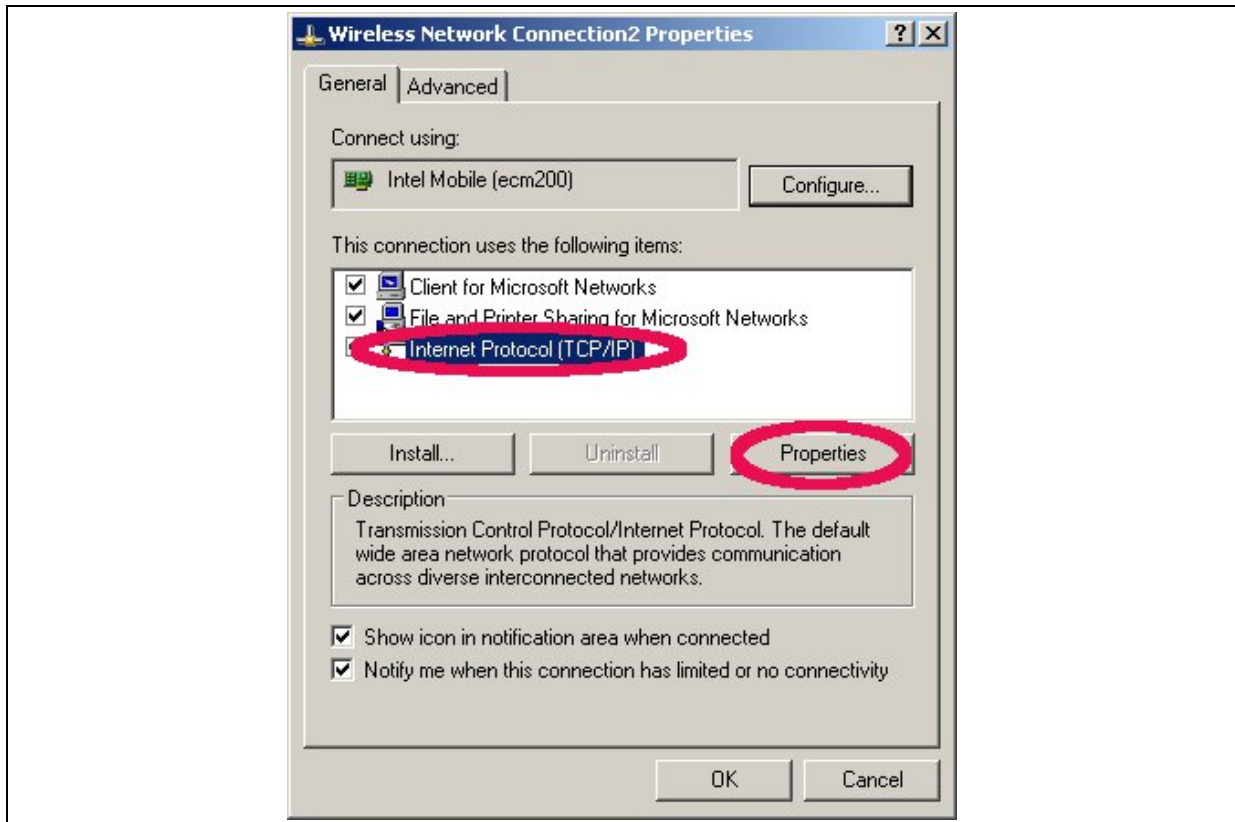 Wireless Network Connection2 Properties
General
Advanced
Connect using:
Intel Mobile (ecm200)
Configure...
This connection uses the following items:
Client for Microsoft Networks
File and Printer Sharing for Microsoft Networks
Internet Protocol (TCP/IP)
Install...
Uninstall
Properties
Description
Transmission Control Protocol/Internet Protocol. The default
wide area network protocol that provides communication
across diverse interconnected networks.
Show icon in notification area when connected
Notify me when this connection has limited or no connectivity
OK
Cancel